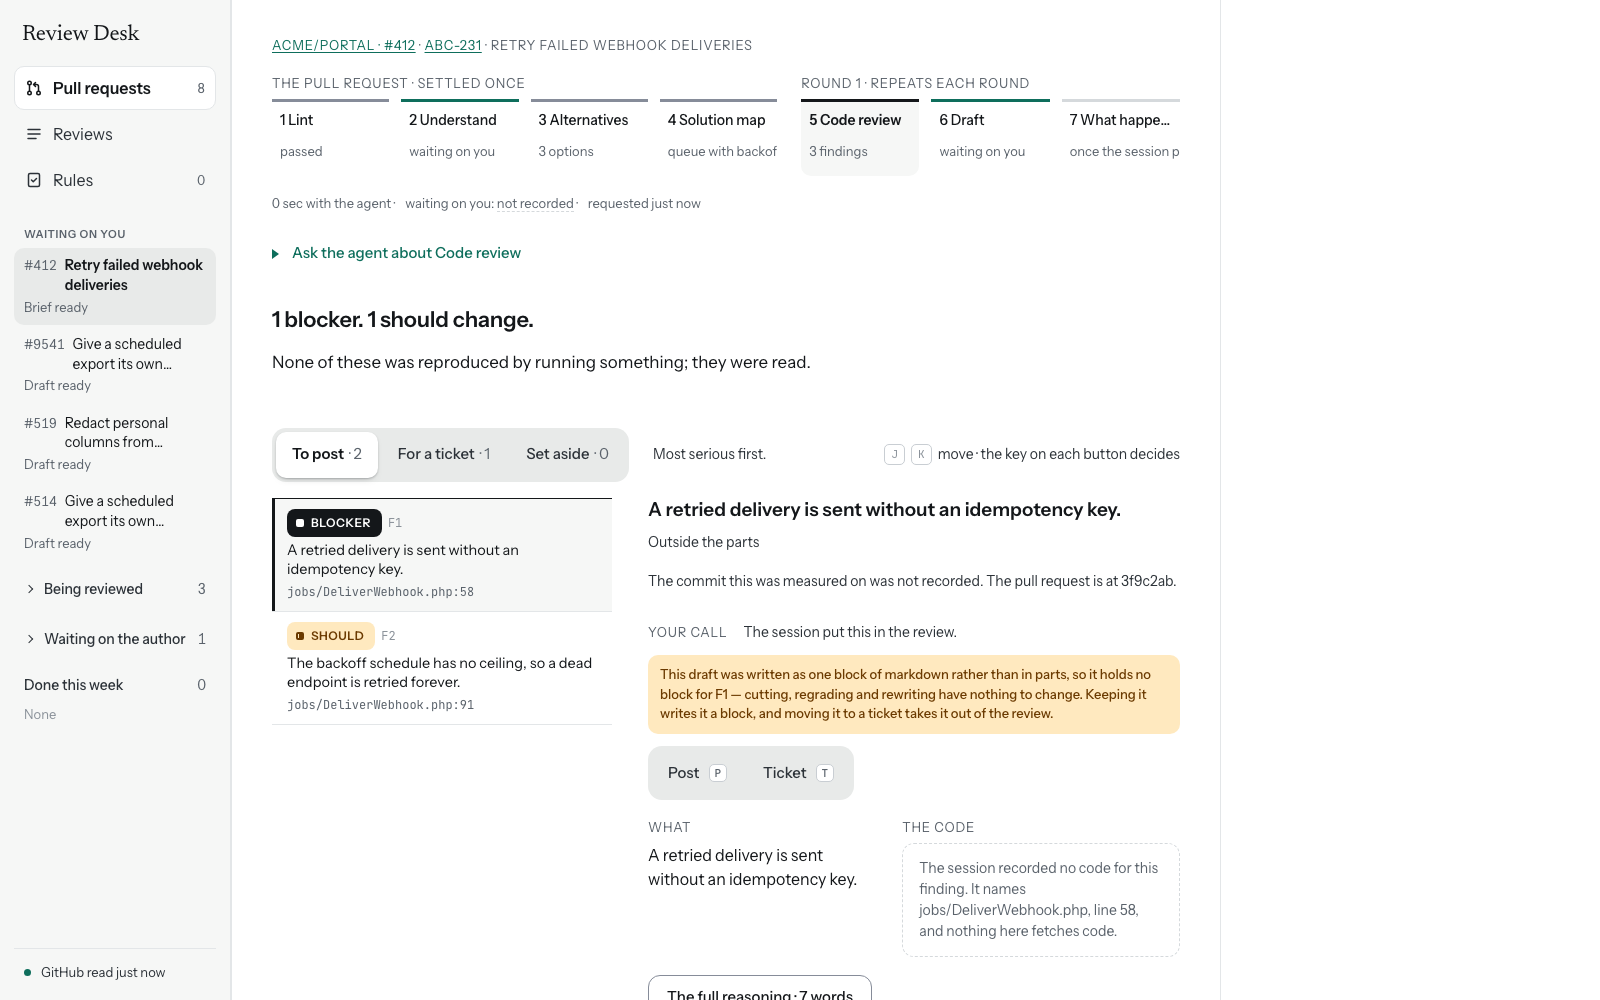 Review Desk
Pull requests 8
Reviews
Rules 0
WAITING ON YOU
#412 Retry failed webhook
deliveries
Brief ready
#9541 Give a scheduled
export its own...
Draft ready
#519 Redact personal
columns from...
Draft ready
#514 Give a scheduled
export its own...
Draft ready
Being reviewed 3
Waiting on the author 1
Done this week 0
None
GitHub read just now
ACME/PORTAL · #412 · ABC-231 · RETRY FAILED WEBHOOK DELIVERIES
THE PULL REQUEST · SETTLED ONCE
1 Lint
passed
2 Understand
waiting on you
3 Alternatives
3 options
4 Solution map
queue with backof
ROUND 1 · REPEATS EACH ROUND
5 Code review
3 findings
6 Draft
waiting on you
7 What happe...
once the session p
0 sec with the agent · waiting on you: not recorded · requested just now
Ask the agent about Code review
1 blocker. 1 should change.
None of these was reproduced by running something; they were read.
To post · 2 For a ticket · 1 Set aside · 0
Most serious first.
J K move · the key on each button decides
BLOCKER F1
A retried delivery is sent without an
idempotency key.
jobs/DeliverWebhook.php:58
SHOULD F2
The backoff schedule has no ceiling, so a dead
endpoint is retried forever.
jobs/DeliverWebhook.php:91
A retried delivery is sent without an idempotency key.
Outside the parts
The commit this was measured on was not recorded. The pull request is at 3f9c2ab.
YOUR CALL The session put this in the review.
This draft was written as one block of markdown rather than in parts, so it holds no
block for F1 — cutting, regrading and rewriting have nothing to change. Keeping it
writes it a block, and moving it to a ticket takes it out of the review.
Post P Ticket T
WHAT
A retried delivery is sent
without an idempotency key.
THE CODE
The session recorded no code for this
finding. It names
jobs/DeliverWebhook.php, line 58,
and nothing here fetches code.
The full reasoning · 7 words